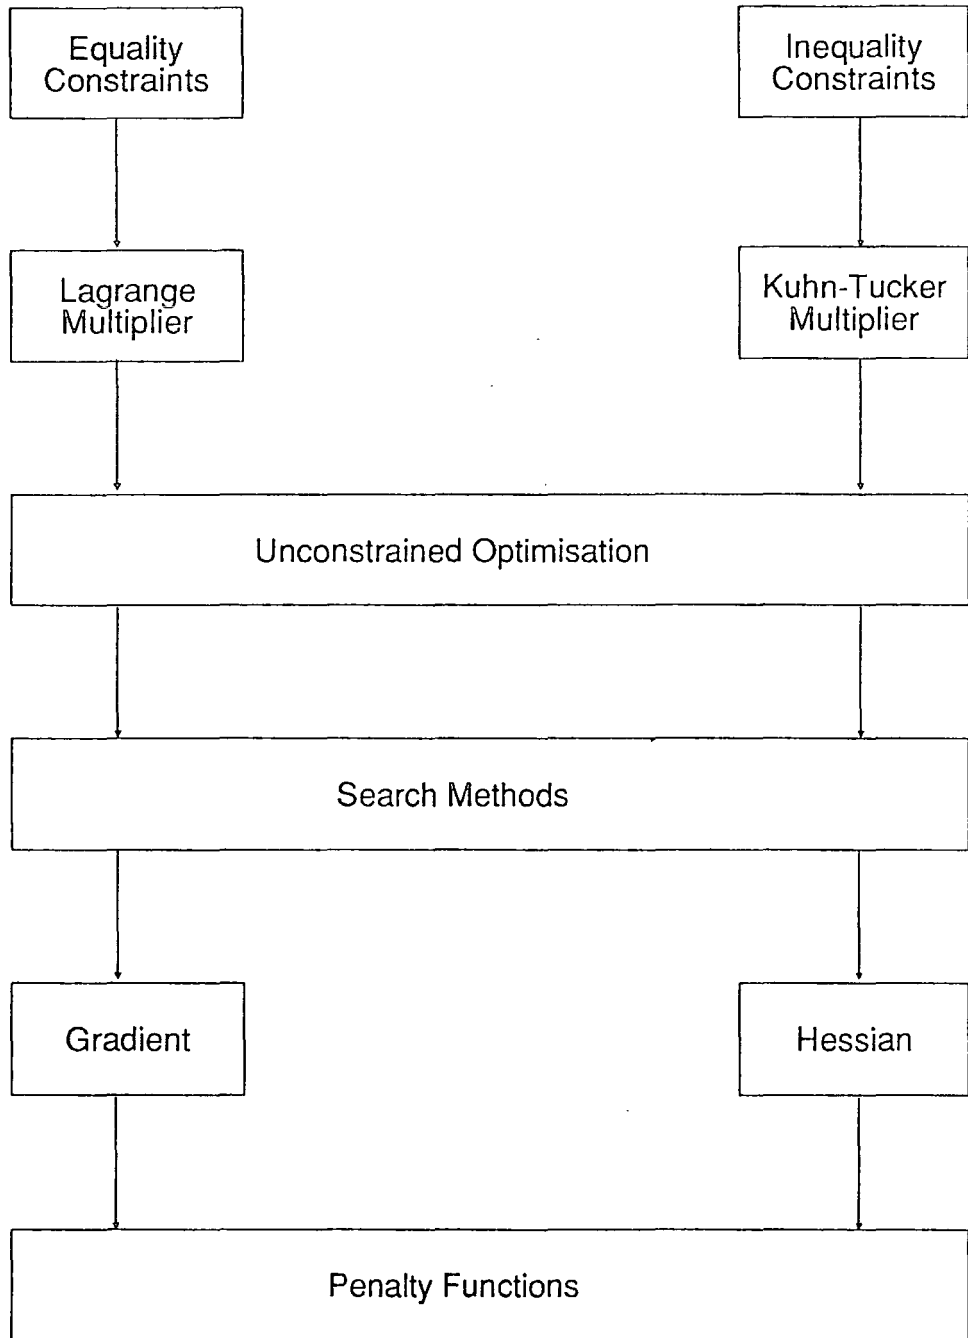 Equality
Constraints
Inequality
Constraints
Lagrange
Multiplier
Kuhn-Tucker
Multiplier
Unconstrained Optimisation
Search Methods
Gradient
Hessian
Penalty Functions